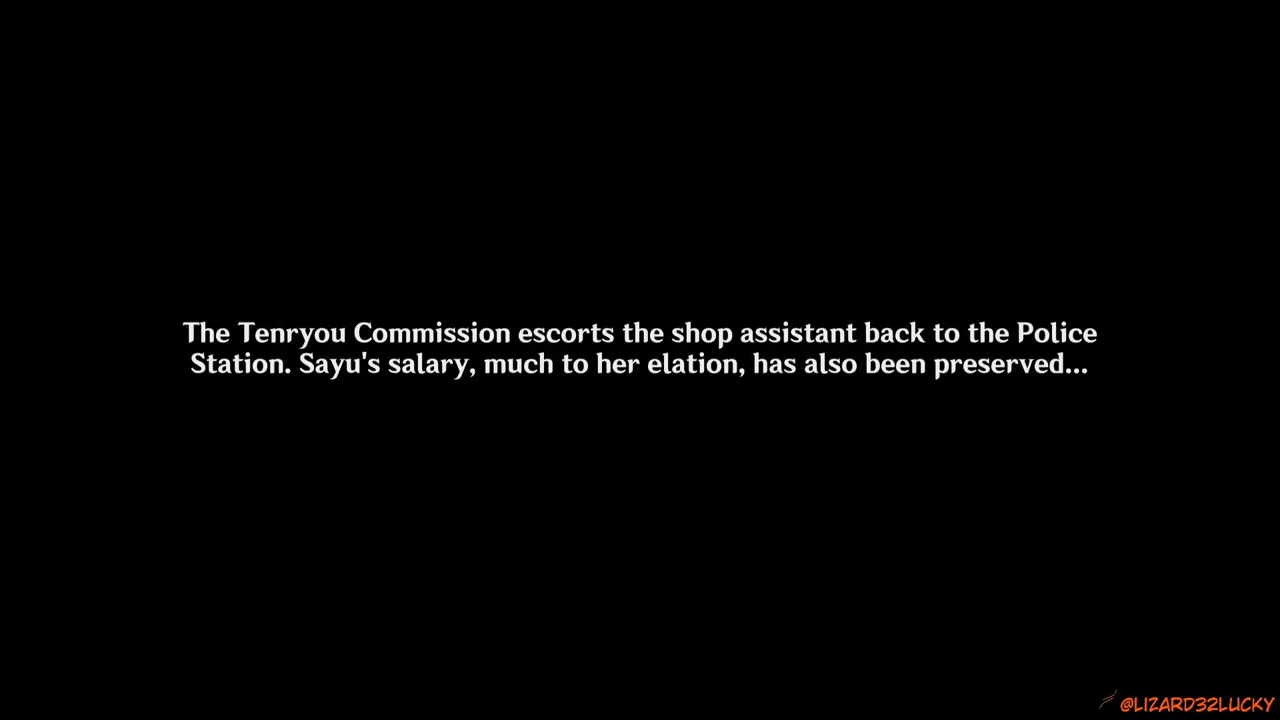 The Tenryou Commission escorts the shop assistant back to the Police
Station. Sayu's salary, much to her elation, has also been preserved...
@LIZARD32LUCKY